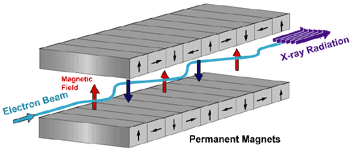 X-ray Radiation
Magnetic
Field
Electron Beam
Permanent Magnets